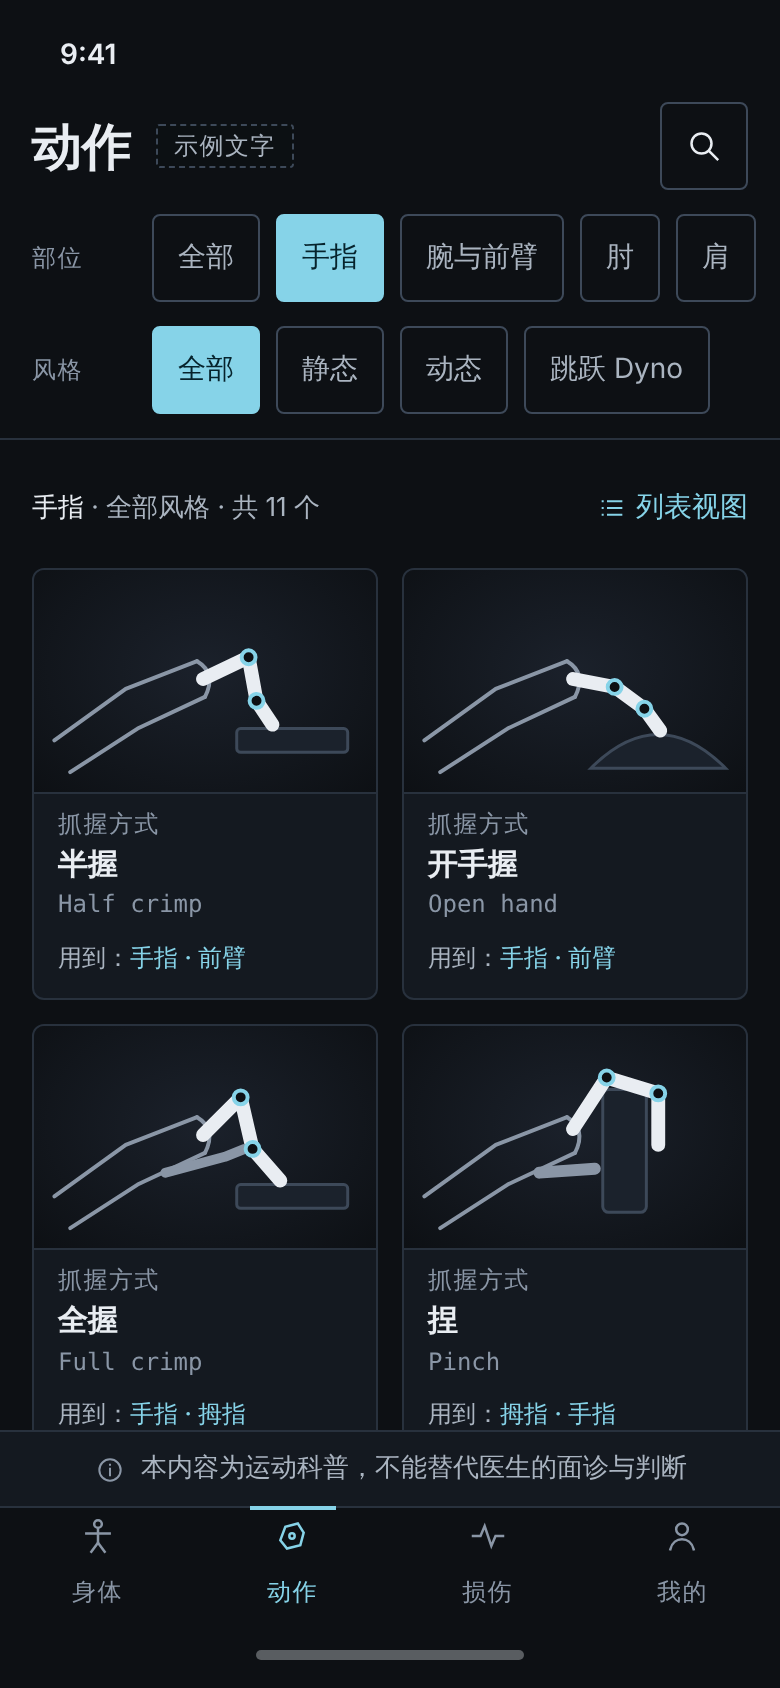 9:41
动作 示例文字
部位 全部 手指 腕与前臂 肘 肩
风格 全部 静态 动态 跳跃 Dyno
手指 · 全部风格 · 共 11 个 列表视图
抓握方式
半握
Half crimp
用到：手指 · 前臂
抓握方式
开手握
Open hand
用到：手指 · 前臂
抓握方式
全握
Full crimp
用到：手指 · 拇指
抓握方式
捏
Pinch
用到：拇指 · 手指
本内容为运动科普，不能替代医生的面诊与判断
身体 动作 损伤 我的